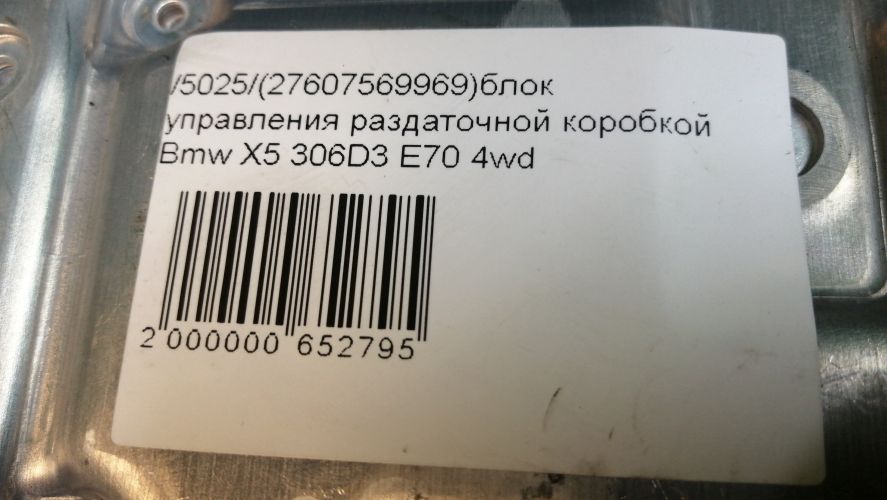 /5025/(27607569969)блок
управления раздаточной коробкой
Bmw X5 306D3 E70 4wd
2 000000 652795